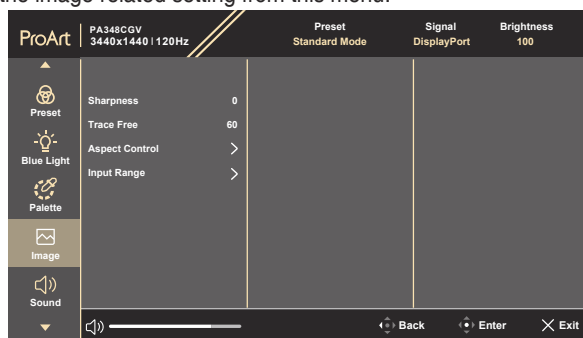 the image related setting from this menu.
ProArt
PA348CGV
3440x1440 | 120Hz
Preset
Standard Mode
Signal
DisplayPort
Brightness
100
Preset
Blue Light
Palette
Image
Sound
Sharpness 0
Trace Free 60
Aspect Control
Input Range
Back
Enter
Exit